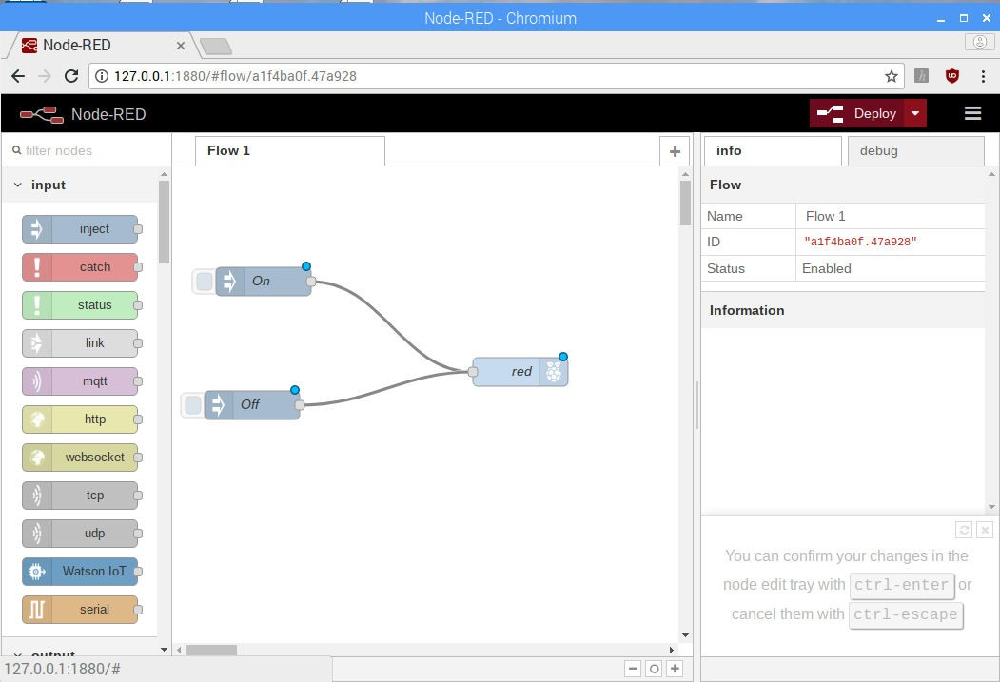 Node-RED - Chromium
Node-RED
127.0.0.1:1880/#flow/a1f4ba0f.47a928
Node-RED
Deploy
filter nodes
Flow 1
info
debug
input
Flow
inject
Name
Flow 1
catch
ID
"a1f4ba0f.47a928"
status
Status
Enabled
On
Information
link
red
mqtt
Off
http
websocket
tcp
udp
You can confirm your changes in the
Watson IoT
node edit tray with ctrl-enter or
serial
cancel them with ctrl-escape
output
127.0.0.1:1880/#